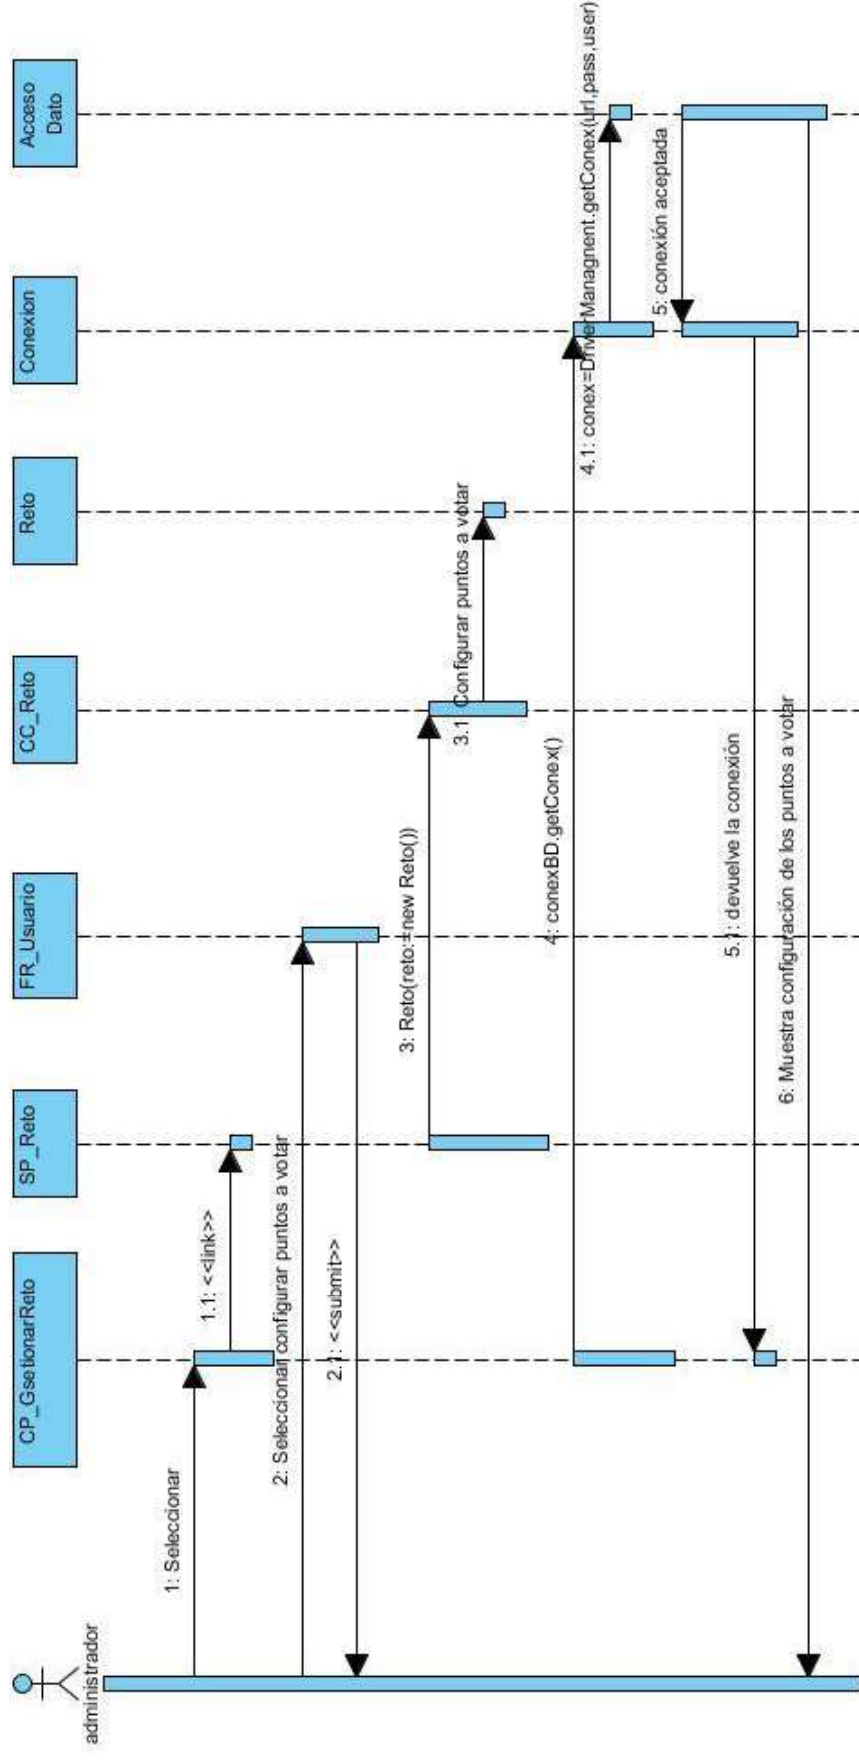 administrador
CP_GsetionarReto
SP_Reto
FR_Usuario
CC_Reto
Reto
Conexion
Acceso
Dato
1: Seleccionar
1.1: <<link>>
2: Seleccionar configurar puntos a votar
2.1: <<submit>>
3: Reto(reto:=new Reto())
3.1: Configurar puntos a votar
4: conexBD.getConex()
4.1: conex=DriverManagnent.getConex(url,pass,user)
5: conexión aceptada
5.1: devuelve la conexión
6: Muestra configuración de los puntos a votar